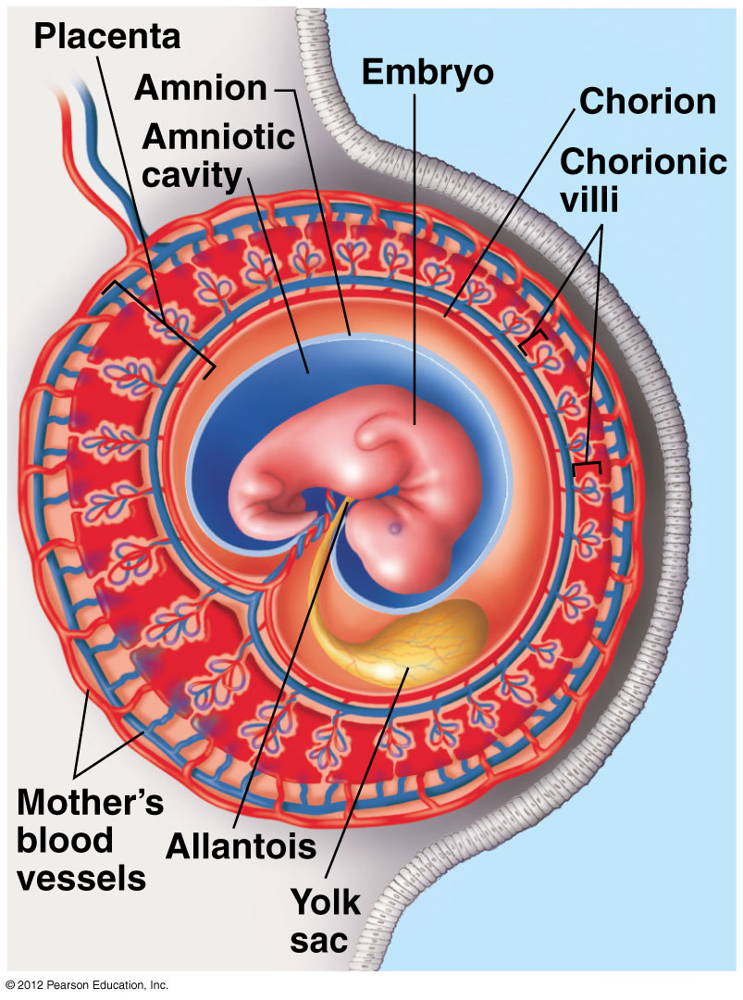 Placenta
Amnion
Embryo
Chorion
Amniotic
cavity
Chorionic
villi
Mother's
blood
vessels
Allantois
Yolk
sac
© 2012 Pearson Education, Inc.